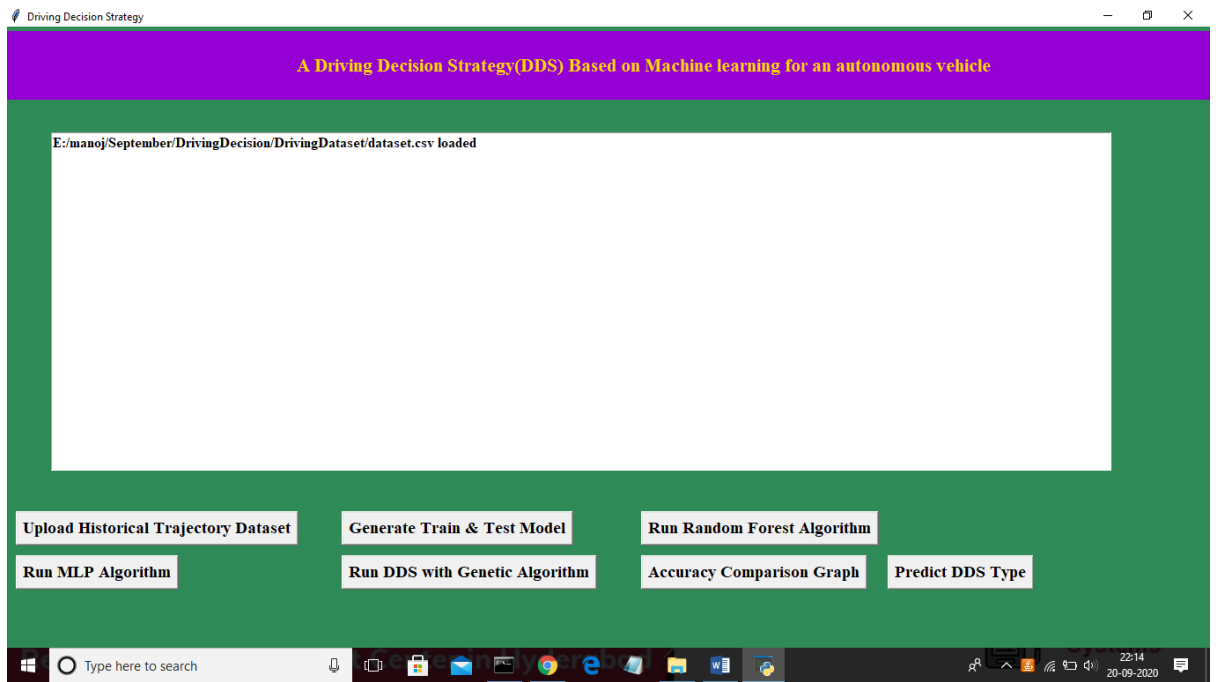 Driving Decision Strategy
A Driving Decision Strategy(DDS) Based on Machine learning for an autonomous vehicle
E:/manoj/September/DrivingDecision/DrivingDataset/dataset.csv loaded
Upload Historical Trajectory Dataset Generate Train & Test Model Run Random Forest Algorithm
Run MLP Algorithm Run DDS with Genetic Algorithm Accuracy Comparison Graph Predict DDS Type
Type here to search
22:14
20-09-2020